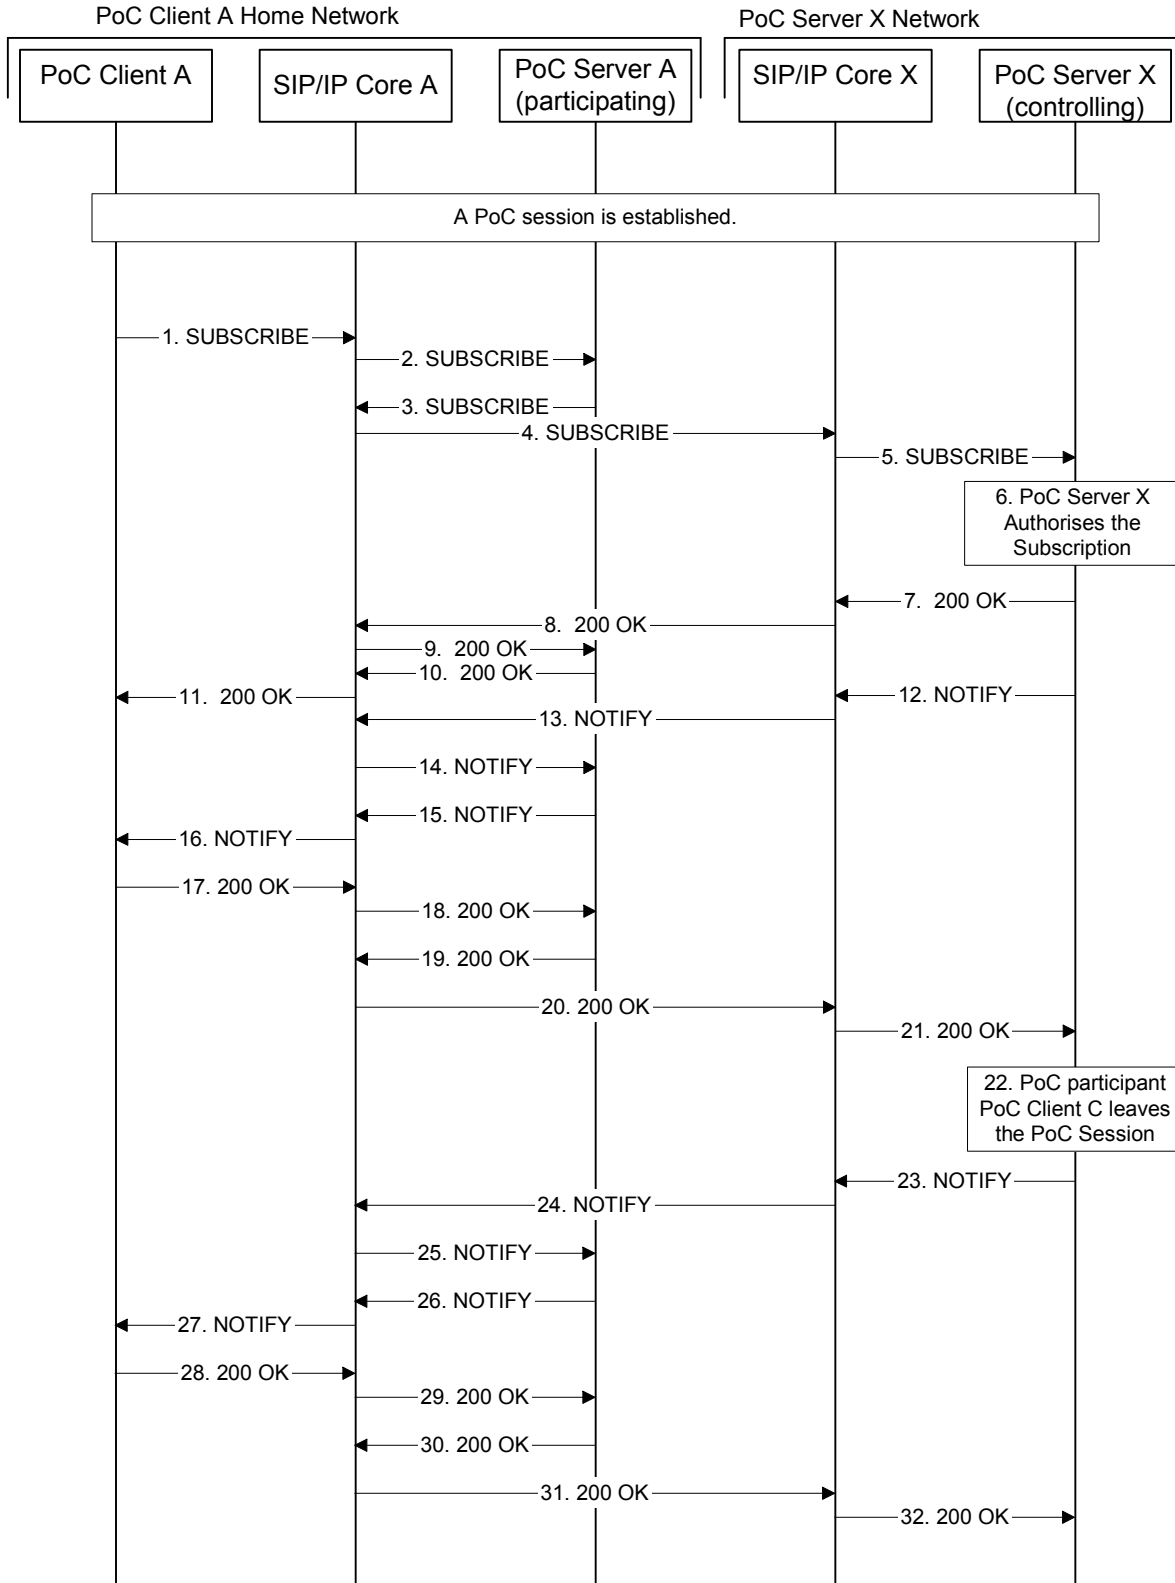 PoC Client A Home Network
PoC Server X Network
PoC Client A
SIP/IP Core A
PoC Server A
(participating)
SIP/IP Core X
PoC Server X
(controlling)
A PoC session is established.
1. SUBSCRIBE
2. SUBSCRIBE
3. SUBSCRIBE
4. SUBSCRIBE
5. SUBSCRIBE
6. PoC Server X
Authorises the
Subscription
7. 200 OK
8. 200 OK
9. 200 OK
10. 200 OK
11. 200 OK
12. NOTIFY
13. NOTIFY
14. NOTIFY
15. NOTIFY
16. NOTIFY
17. 200 OK
18. 200 OK
19. 200 OK
20. 200 OK
21. 200 OK
22. PoC participant
PoC Client C leaves
the PoC Session
23. NOTIFY
24. NOTIFY
25. NOTIFY
26. NOTIFY
27. NOTIFY
28. 200 OK
29. 200 OK
30. 200 OK
31. 200 OK
32. 200 OK